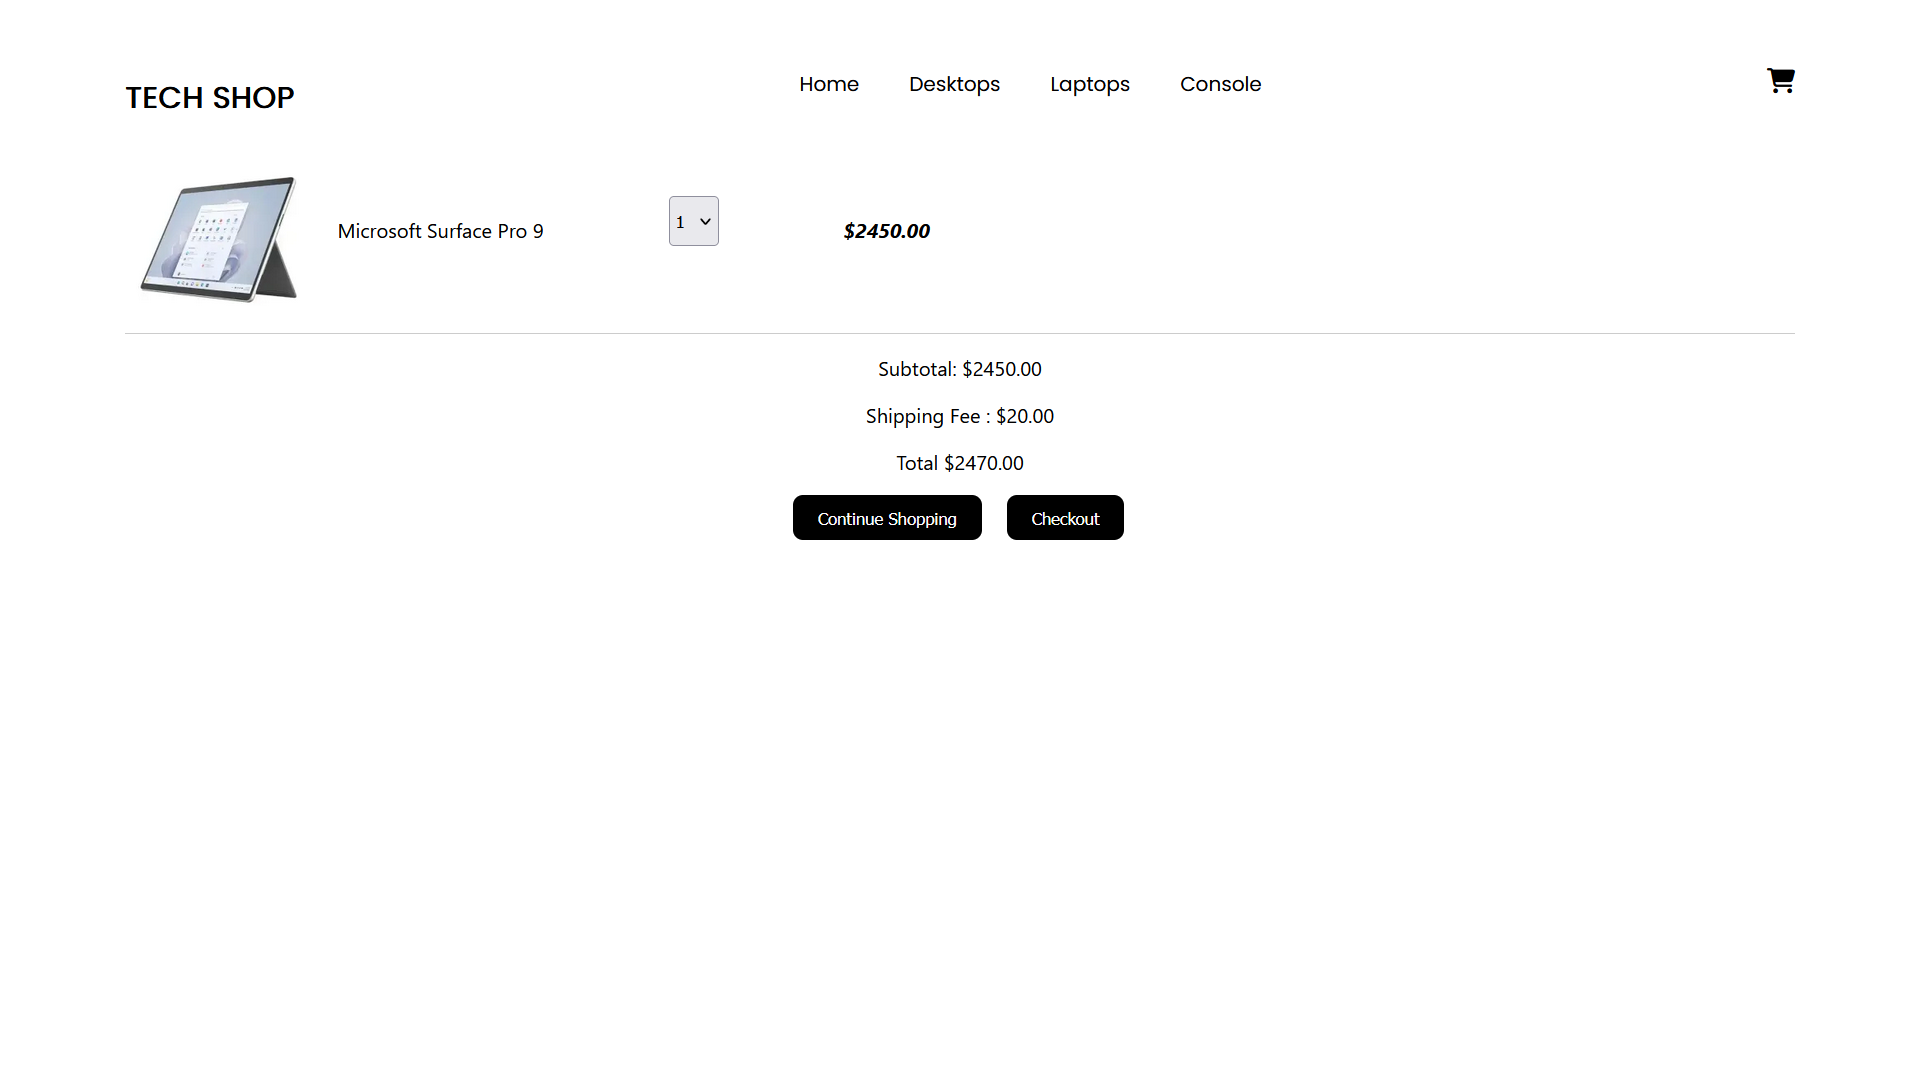 TECH SHOP
Home Desktops Laptops Console
Microsoft Surface Pro 9 1 $2450.00
Subtotal: $2450.00
Shipping Fee : $20.00
Total $2470.00
Continue Shopping Checkout